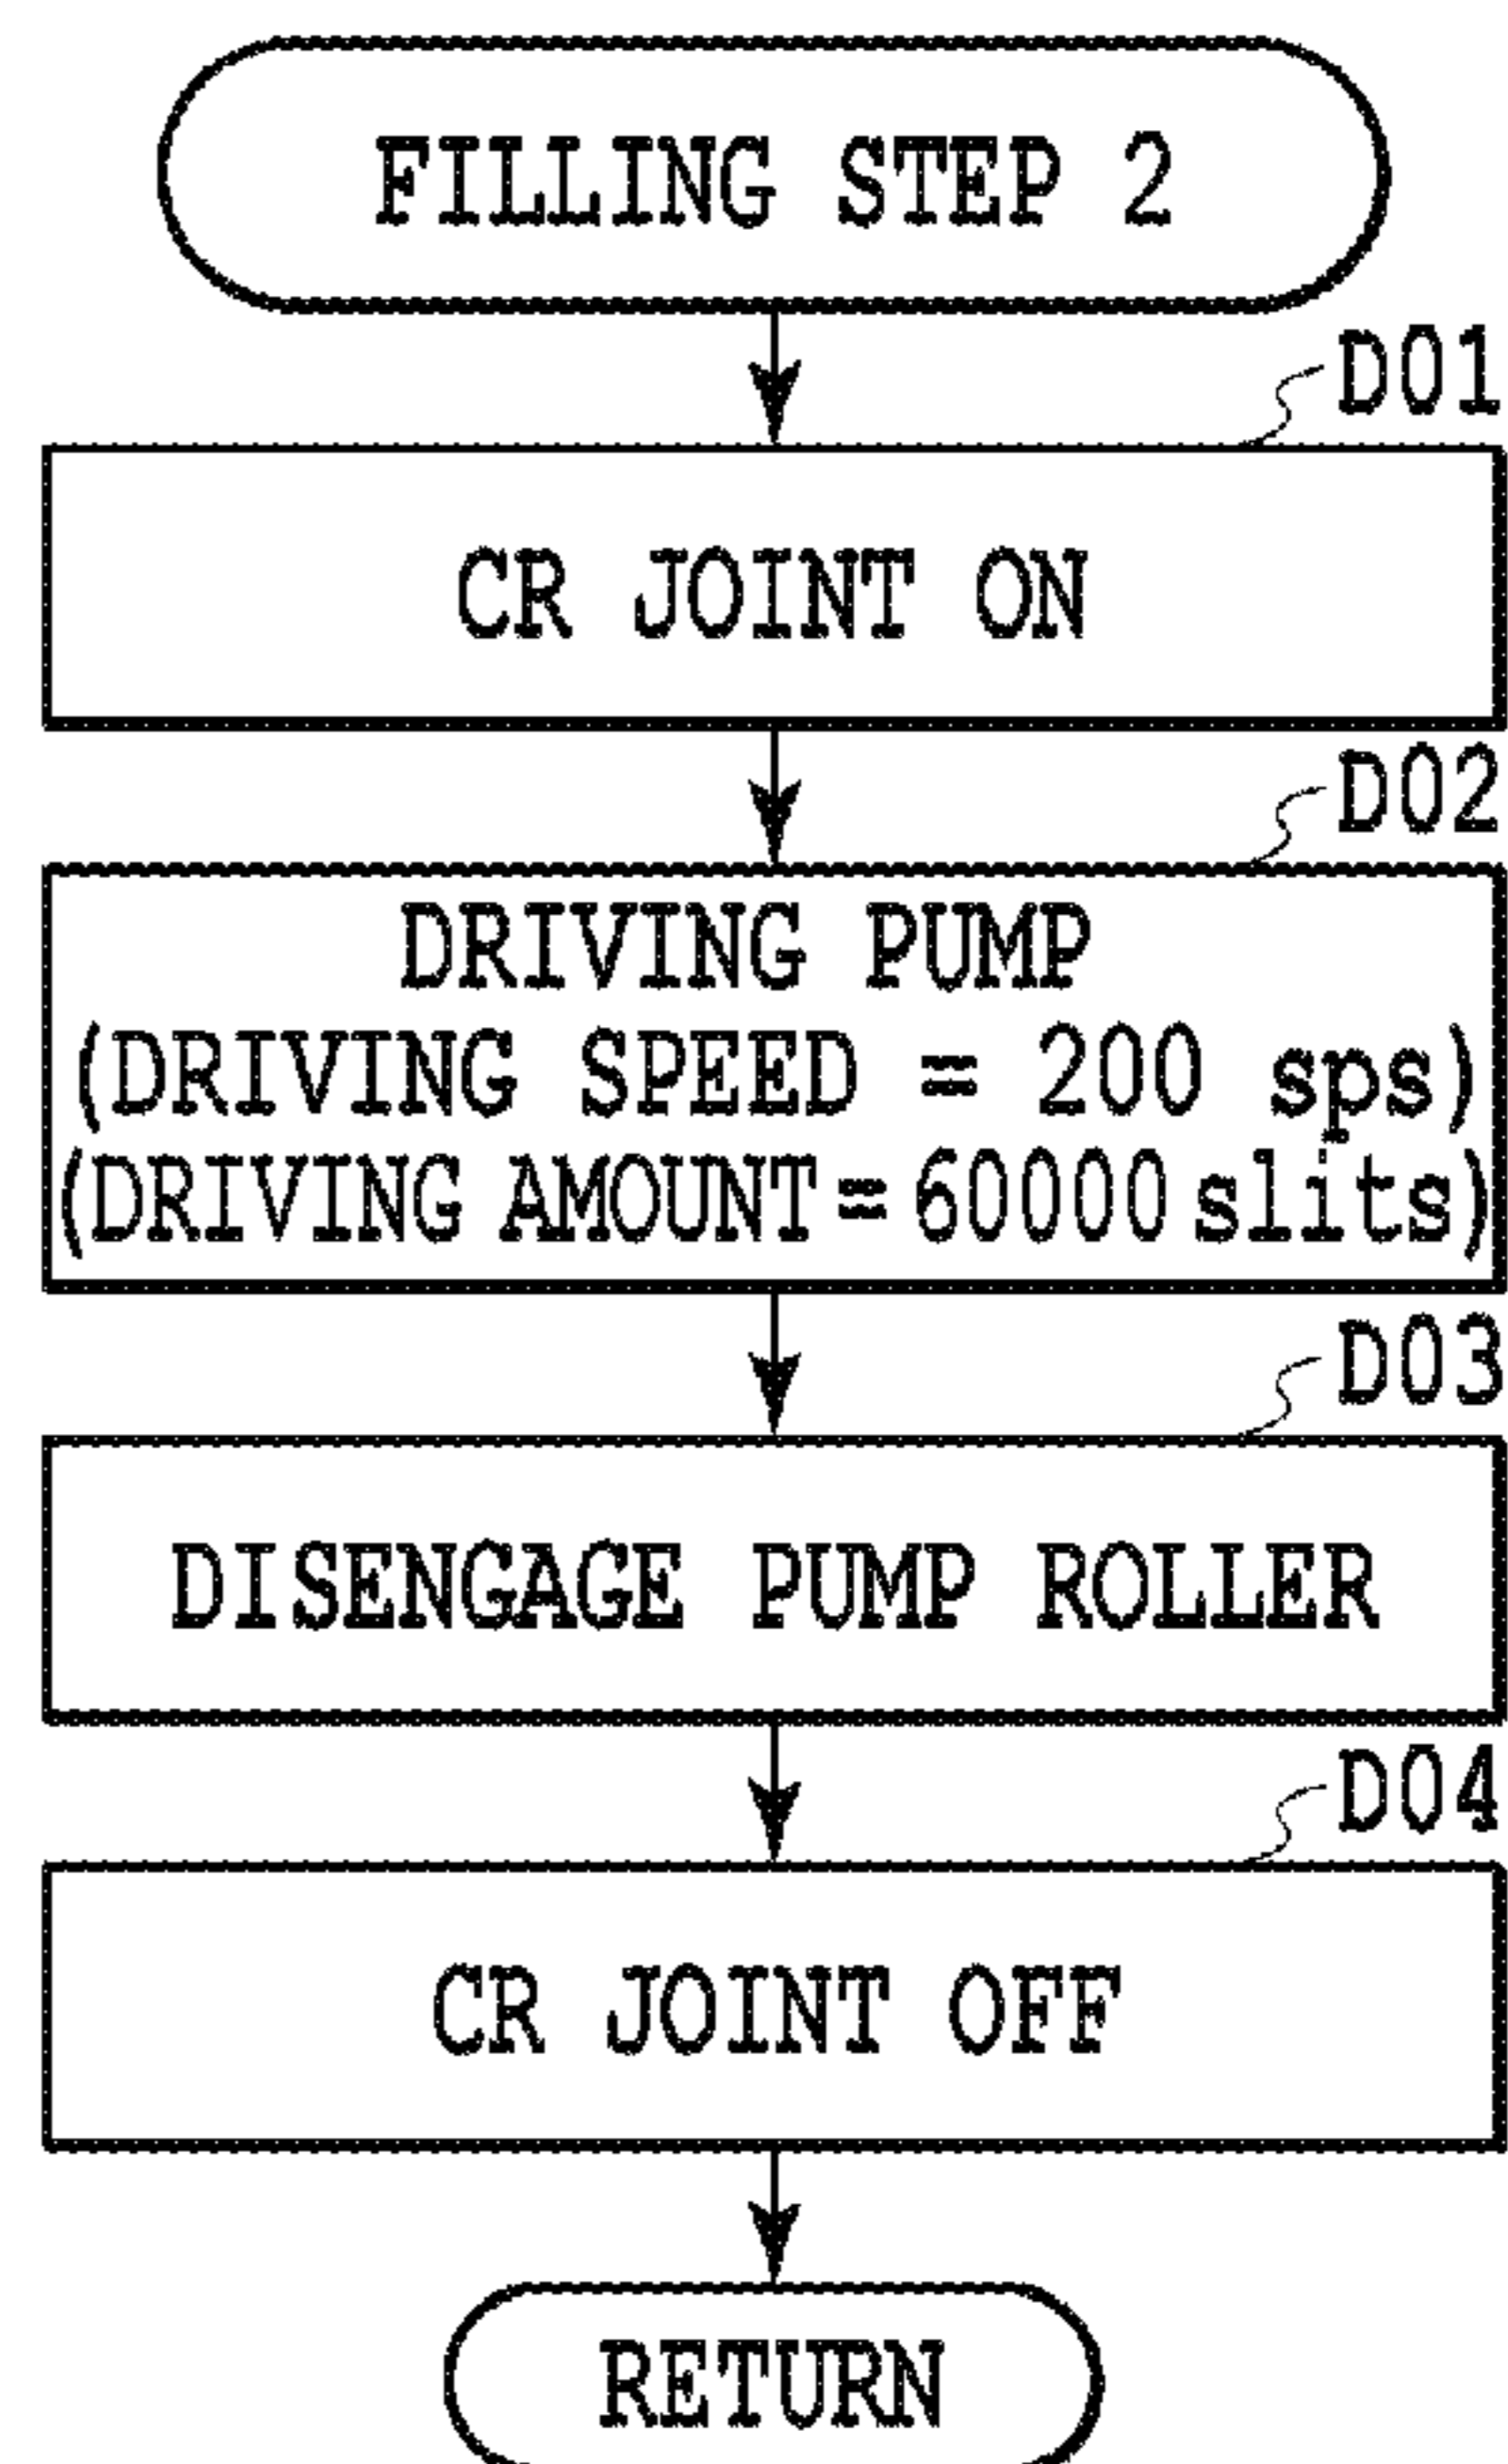 FILLING STEP 2
D01
CR JOINT ON
D02
DRIVING PUMP
(DRIVING SPEED = 200 sps)
(DRIVING AMOUNT = 60000 slits)
D03
DISENGAGE PUMP ROLLER
D04
CR JOINT OFF
RETURN